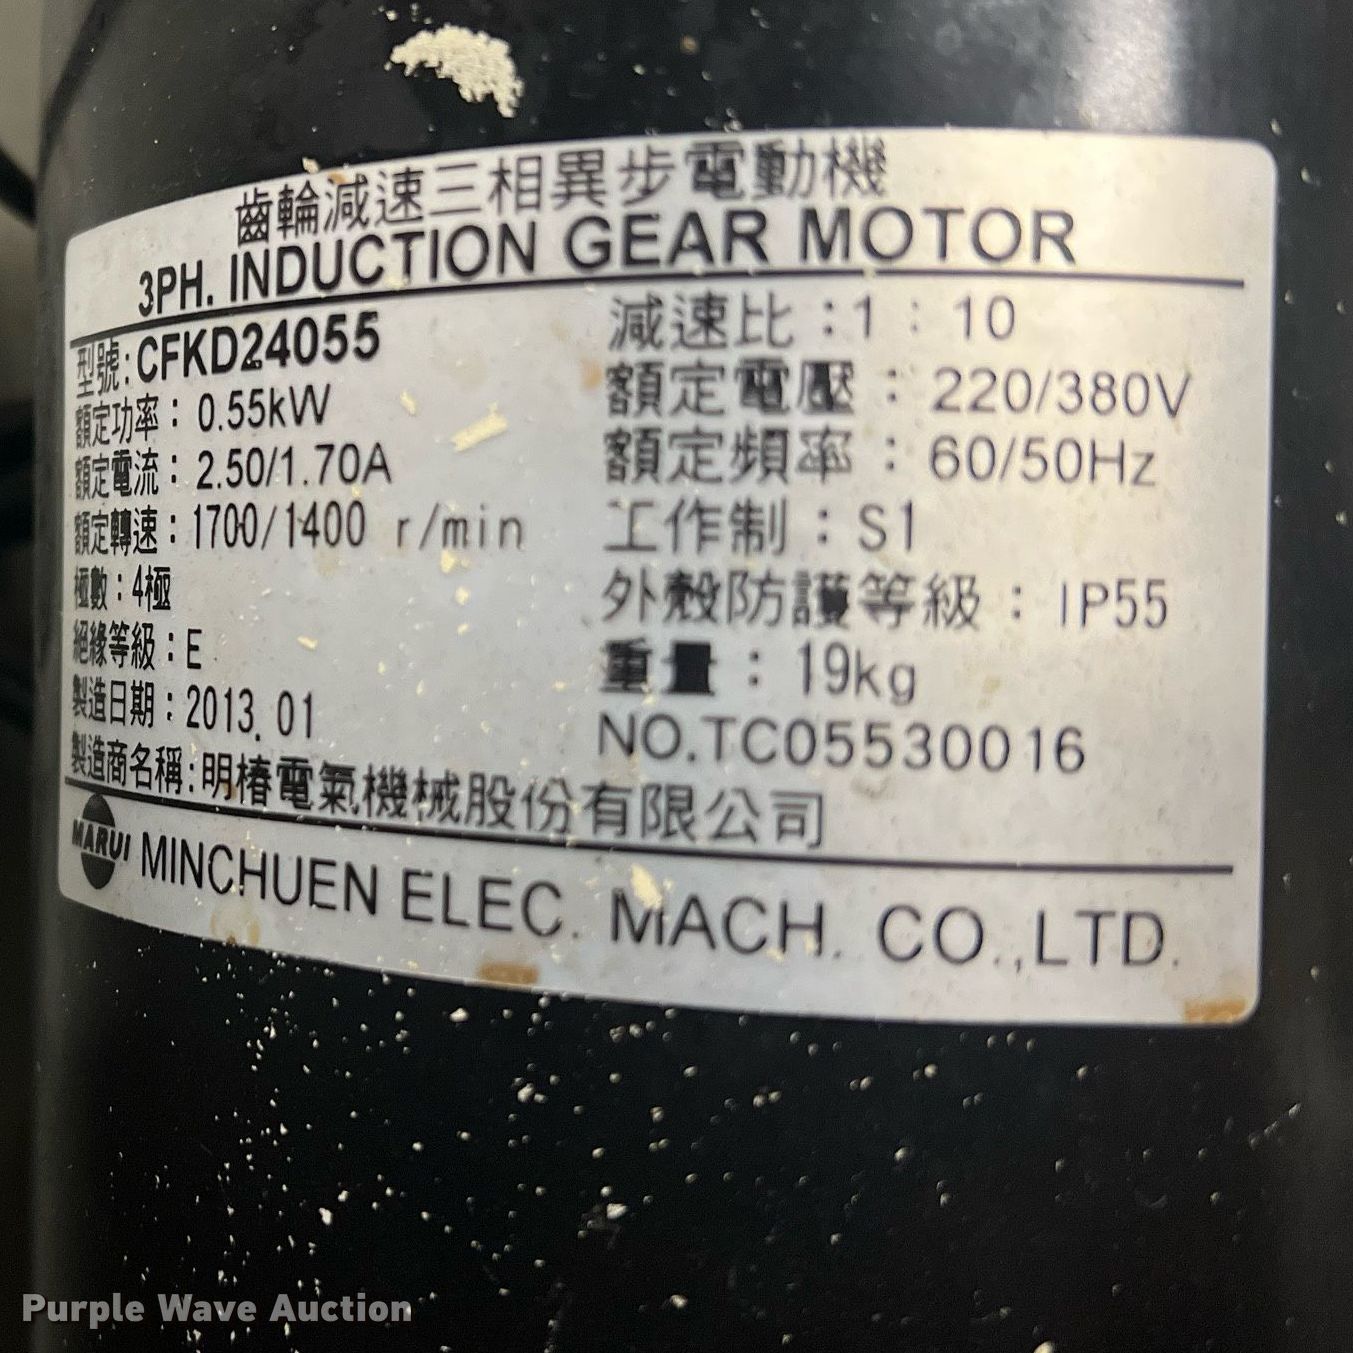 齒輪減速三相異步電動機
3PH. INDUCTION GEAR MOTOR
型號:CFKD24055
額定功率：0.55kW
額定電流：2.50/1.70A
額定轉速：1700/1400 r/min
極數：4極
絕緣等級：E
製造日期：2013.01
減速比：1：10
額定電壓：220/380V
額定頻率：60/50Hz
工作制：S1
外殼防護等級：IP55
重量：19kg
NO.TC05530016
製造商名稱:明椿電氣機械股份有限公司
MARUI MINCHUEN ELEC. MACH. CO.,LTD.
Purple Wave Auction